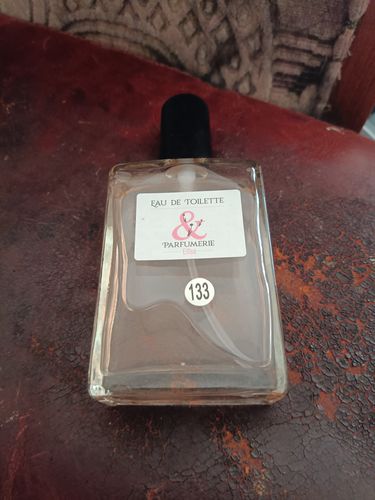 EAU DE TOILETTE
&
PARFUMERIE
133